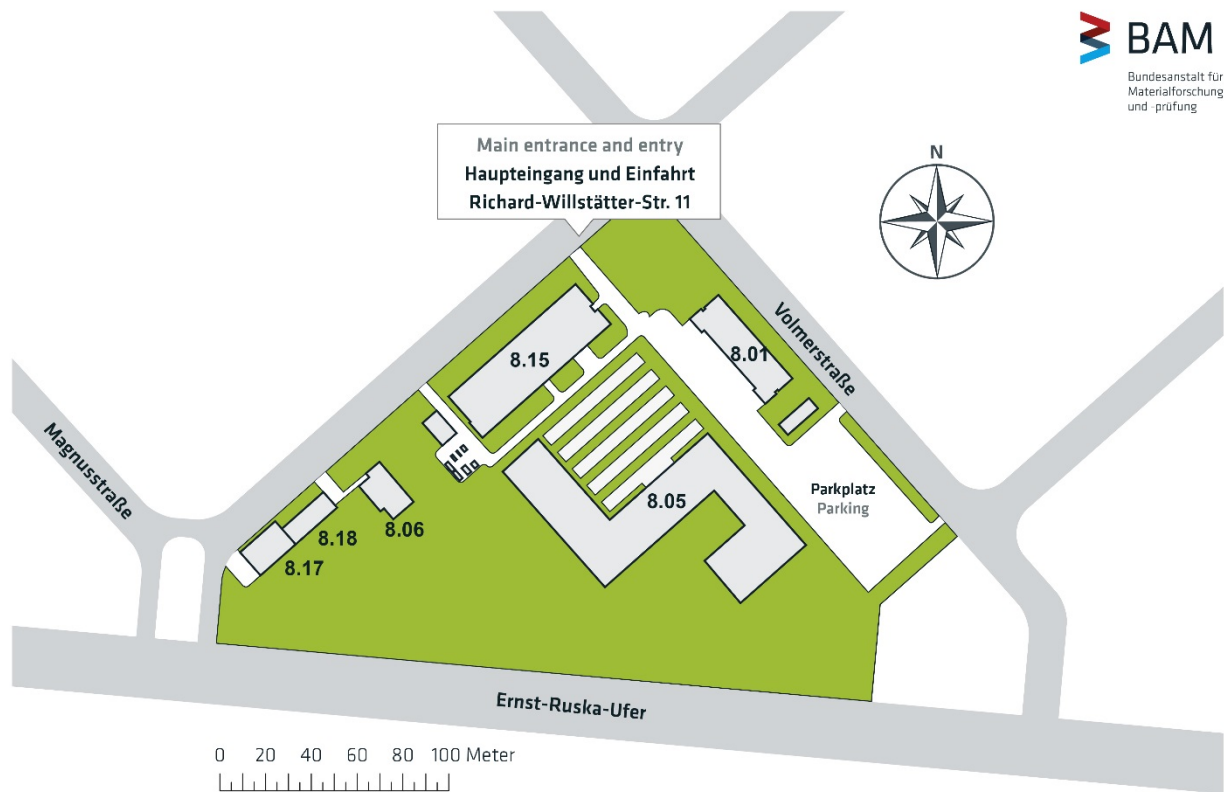 BAM
Bundesanstalt für
Materialforschung
und -prüfung
Main entrance and entry
Haupteingang und Einfahrt
Richard-Willstätter-Str. 11
N
Volmerstraße
8.15
8.01
Magnusstraße
Parkplatz
Parking
8.05
8.06
8.18
8.17
Ernst-Ruska-Ufer
0 20 40 60 80 100 Meter